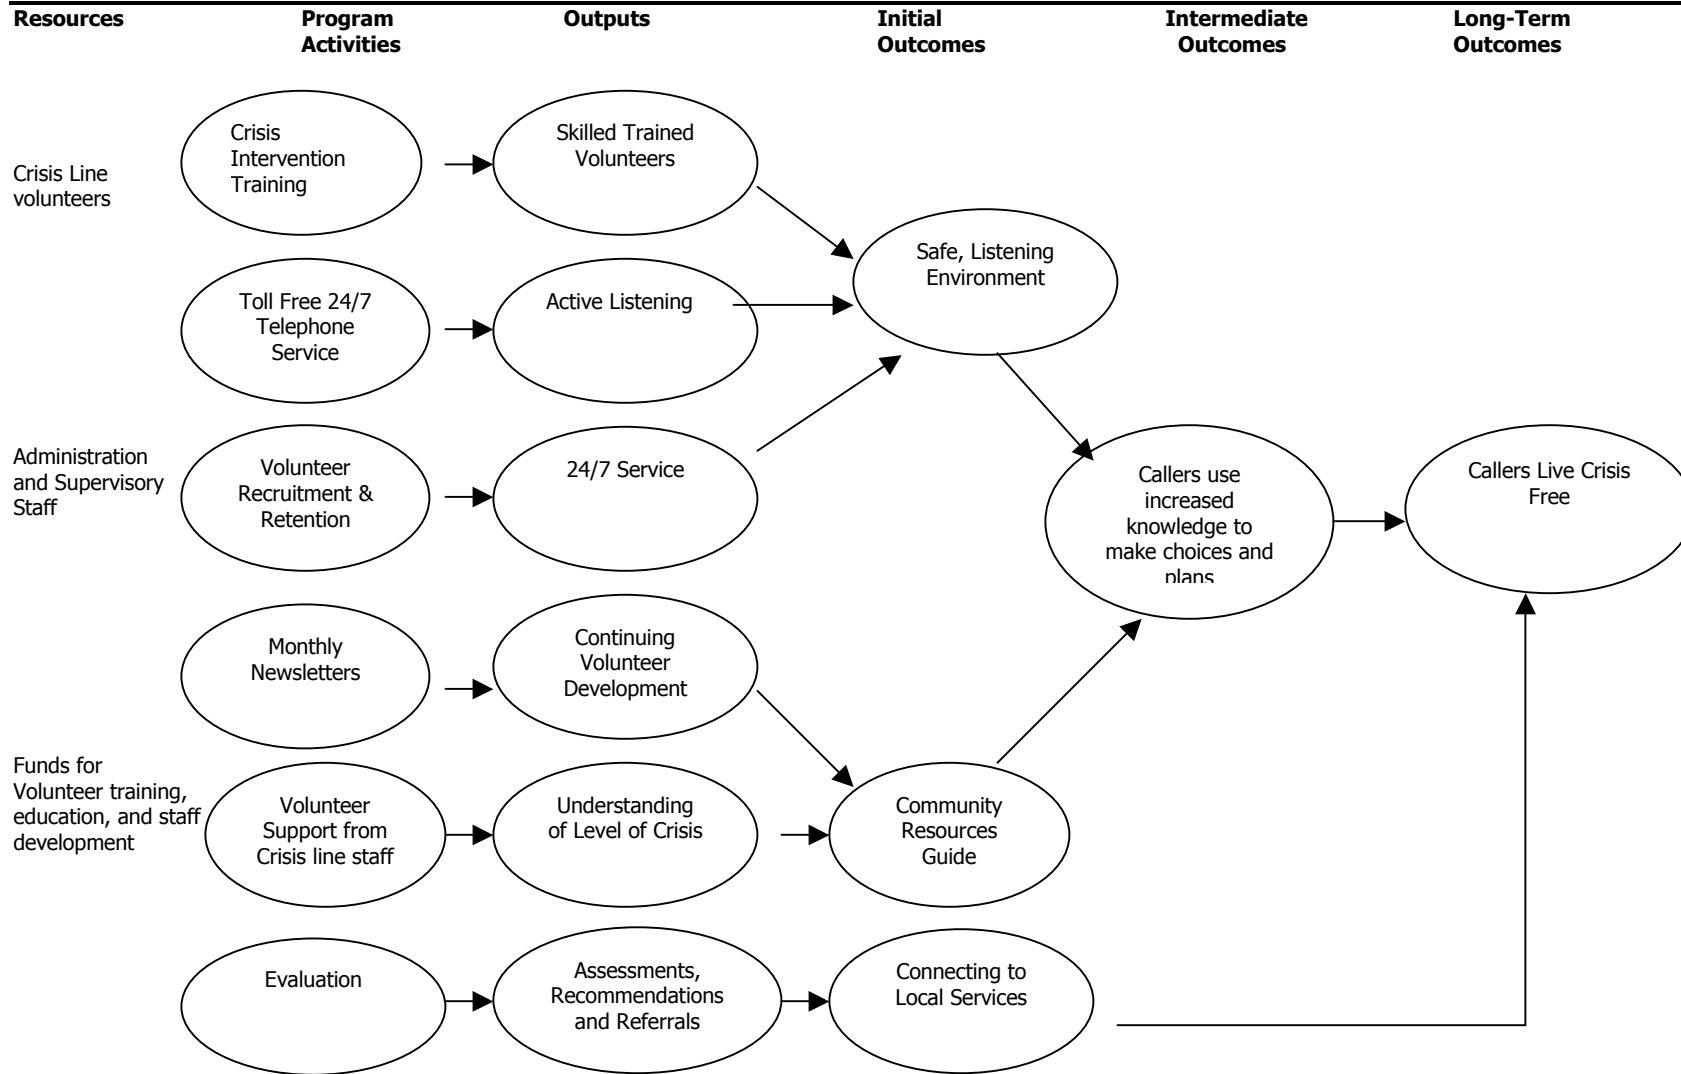 Resources
Program
Activities
Outputs
Initial
Outcomes
Intermediate
Outcomes
Long-Term
Outcomes
Crisis Line
volunteers
Administration
and Supervisory
Staff
Funds for
Volunteer training,
education, and staff
development
Crisis
Intervention
Training
Toll Free 24/7
Telephone
Service
Volunteer
Recruitment &
Retention
Monthly
Newsletters
Volunteer
Support from
Crisis line staff
Evaluation
Skilled Trained
Volunteers
Active Listening
24/7 Service
Continuing
Volunteer
Development
Understanding
of Level of Crisis
Assessments,
Recommendations
and Referrals
Safe, Listening
Environment
Community
Resources
Guide
Connecting to
Local Services
Callers use
increased
knowledge to
make choices and
plans
Callers Live Crisis
Free